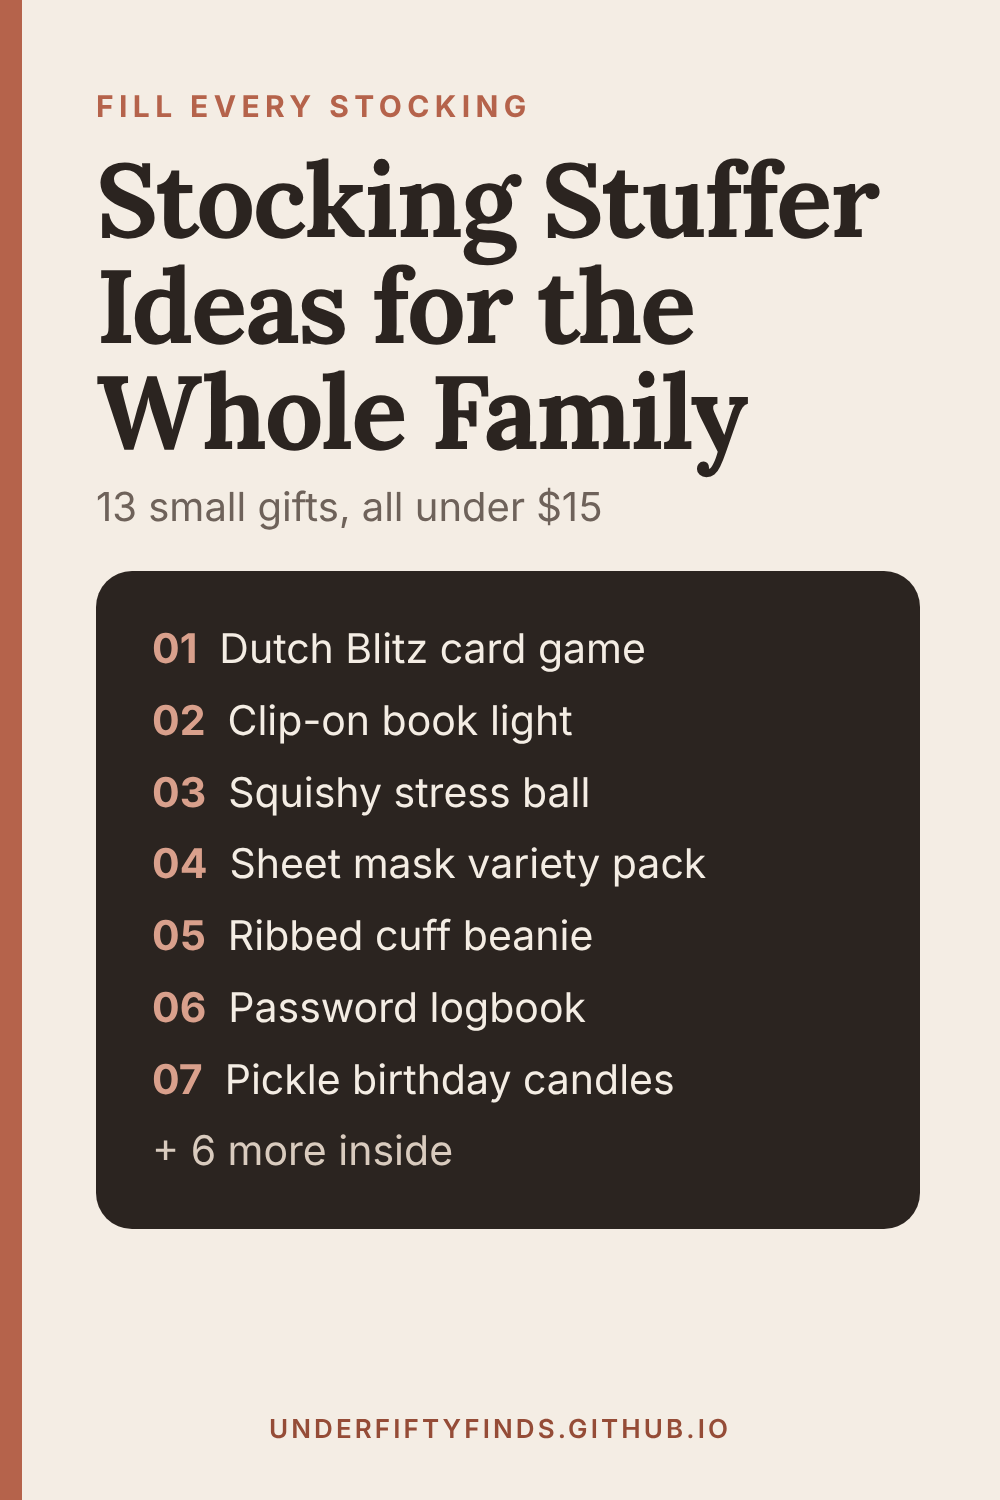 FILL EVERY STOCKING
Stocking Stuffer
Ideas for the
Whole Family
13 small gifts, all under $15
01 Dutch Blitz card game
02 Clip-on book light
03 Squishy stress ball
04 Sheet mask variety pack
05 Ribbed cuff beanie
06 Password logbook
07 Pickle birthday candles
+ 6 more inside
UNDERFIFTYFINDS.GITHUB.IO